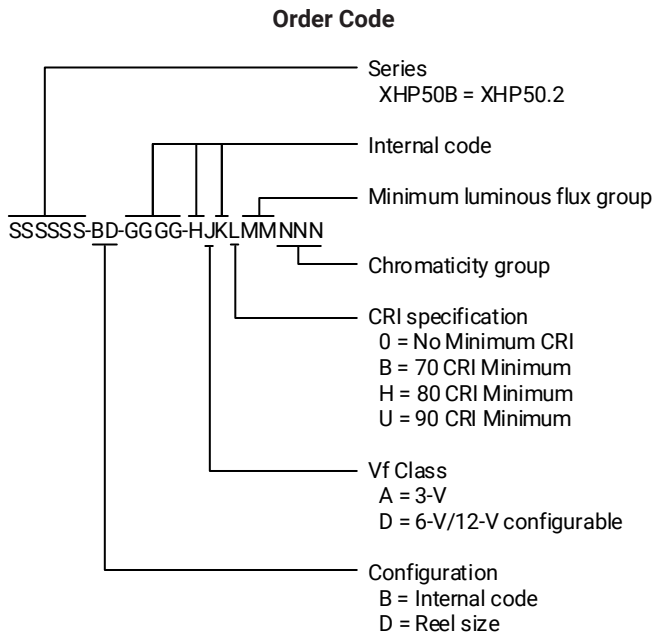 Order Code
Series
XHP50B = XHP50.2
Internal code
Minimum luminous flux group
SSSSSS-BD-GGGG-HJKLMMNNN
Chromaticity group
CRI specification
0 = No Minimum CRI
B = 70 CRI Minimum
H = 80 CRI Minimum
U = 90 CRI Minimum
Vf Class
A = 3-V
D = 6-V/12-V configurable
Configuration
B = Internal code
D = Reel size